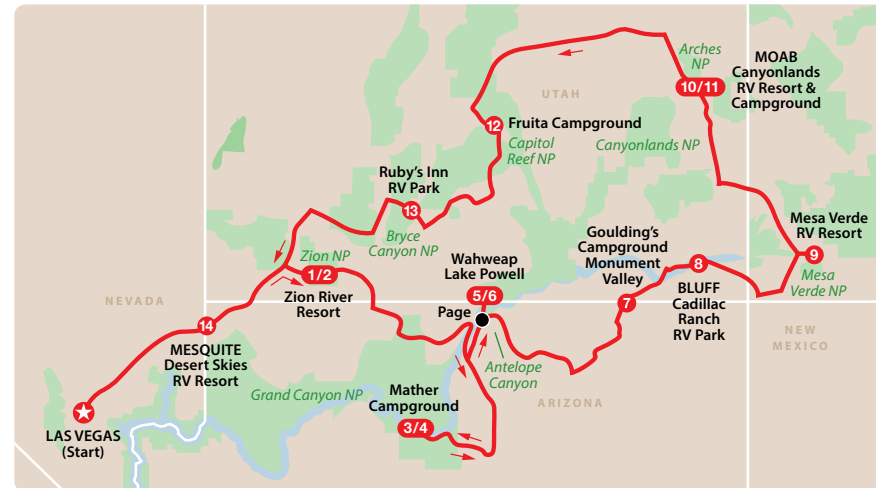 Arches
NP
10/11
MOAB
Canyonlands
RV Resort &
Campground
UTAH
12
Fruita Campground
Capitol
Reef NP
Canyonlands NP
Ruby's Inn
RV Park
13
Bryce
Canyon NP
Goulding's
Campground
Monument
Valley
7
Mesa Verde
RV Resort
9
Mesa
Verde NP
8
BLUFF
Cadillac
Ranch
RV Park
Zion NP
1/2
Zion River
Resort
Wahweap
Lake Powell
5/6
Page
Antelope
Canyon
NEVADA
14
MESQUITE
Desert Skies
RV Resort
NEW
MEXICO
Grand Canyon NP
Mather
Campground
3/4
ARIZONA
LAS VEGAS
(Start)